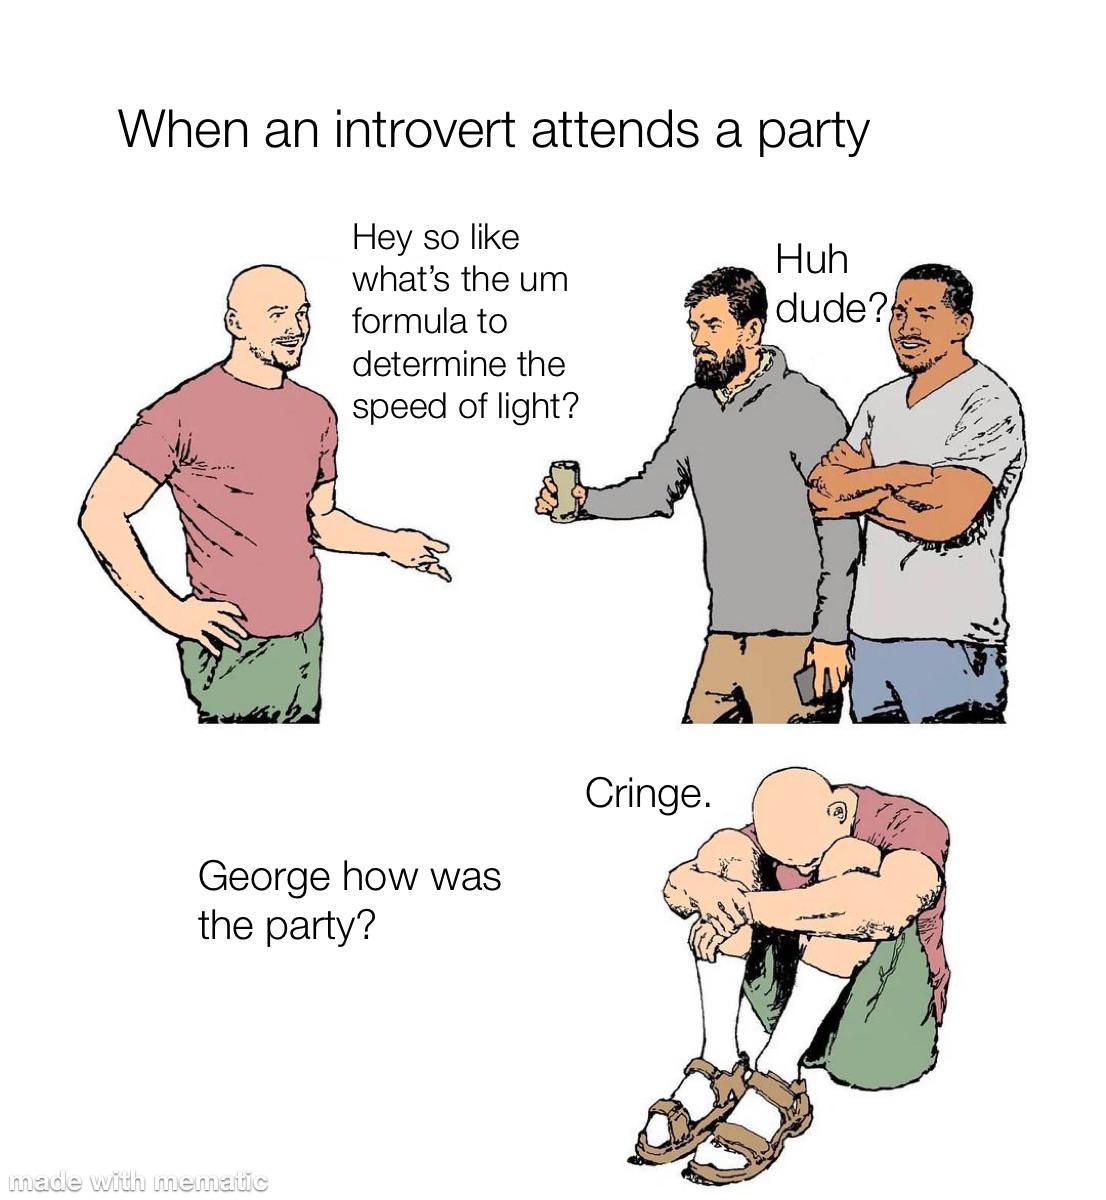 When an introvert attends a party
Hey so like
what's the um
formula to
determine the
speed of light?
Huh
dude?
Cringe.
George how was
the party?
made with mematic